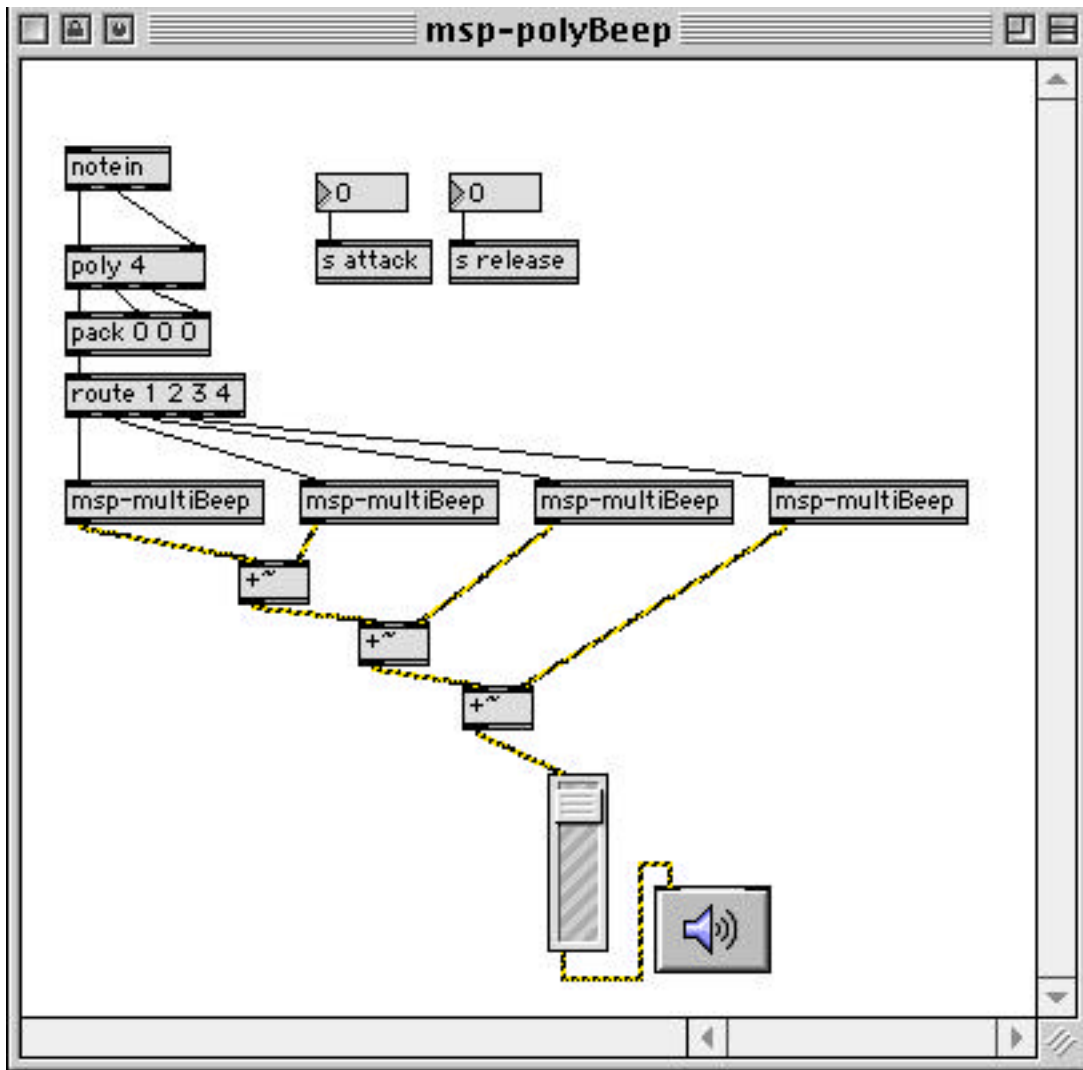 msp-polyBeep
notein
0
0
poly 4
s attack
s release
pack 0 0 0
route 1 2 3 4
msp-multiBeep
msp-multiBeep
msp-multiBeep
msp-multiBeep
+~
+~
+~